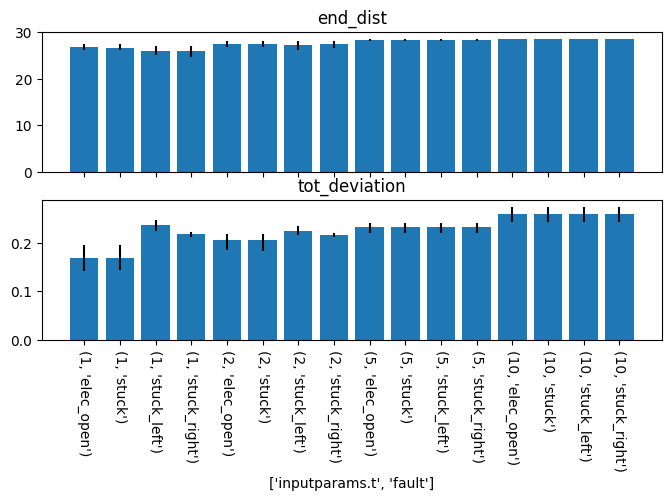 end_dist
30
20
10
0
tot_deviation
0.2
0.1
0.0
(1, 'elec_open')
(1, 'stuck')
(1, 'stuck_left')
(1, 'stuck_right')
(2, 'elec_open')
(2, 'stuck')
(2, 'stuck_left')
(2, 'stuck_right')
(5, 'elec_open')
(5, 'stuck')
(5, 'stuck_left')
(5, 'stuck_right')
(10, 'elec_open')
(10, 'stuck')
(10, 'stuck_left')
(10, 'stuck_right')
['inputparams.t', 'fault']